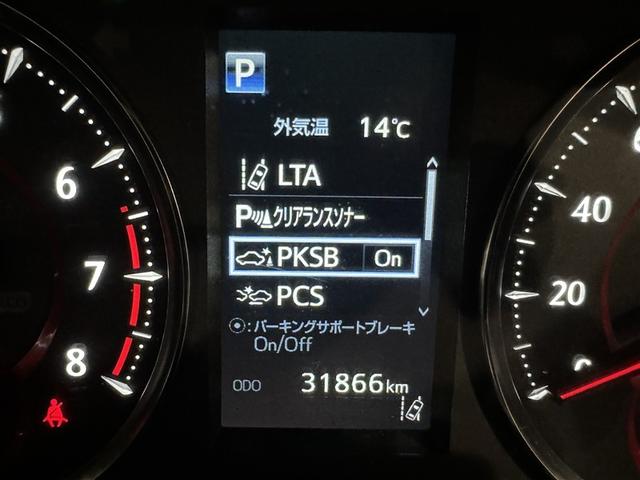 P
外気温 14℃
LTA
P クリアランスソナー
PKSB On
PCS
:パーキングサポートブレーキ
On/Off
ODO 31866km
6
7
8
40
20
0